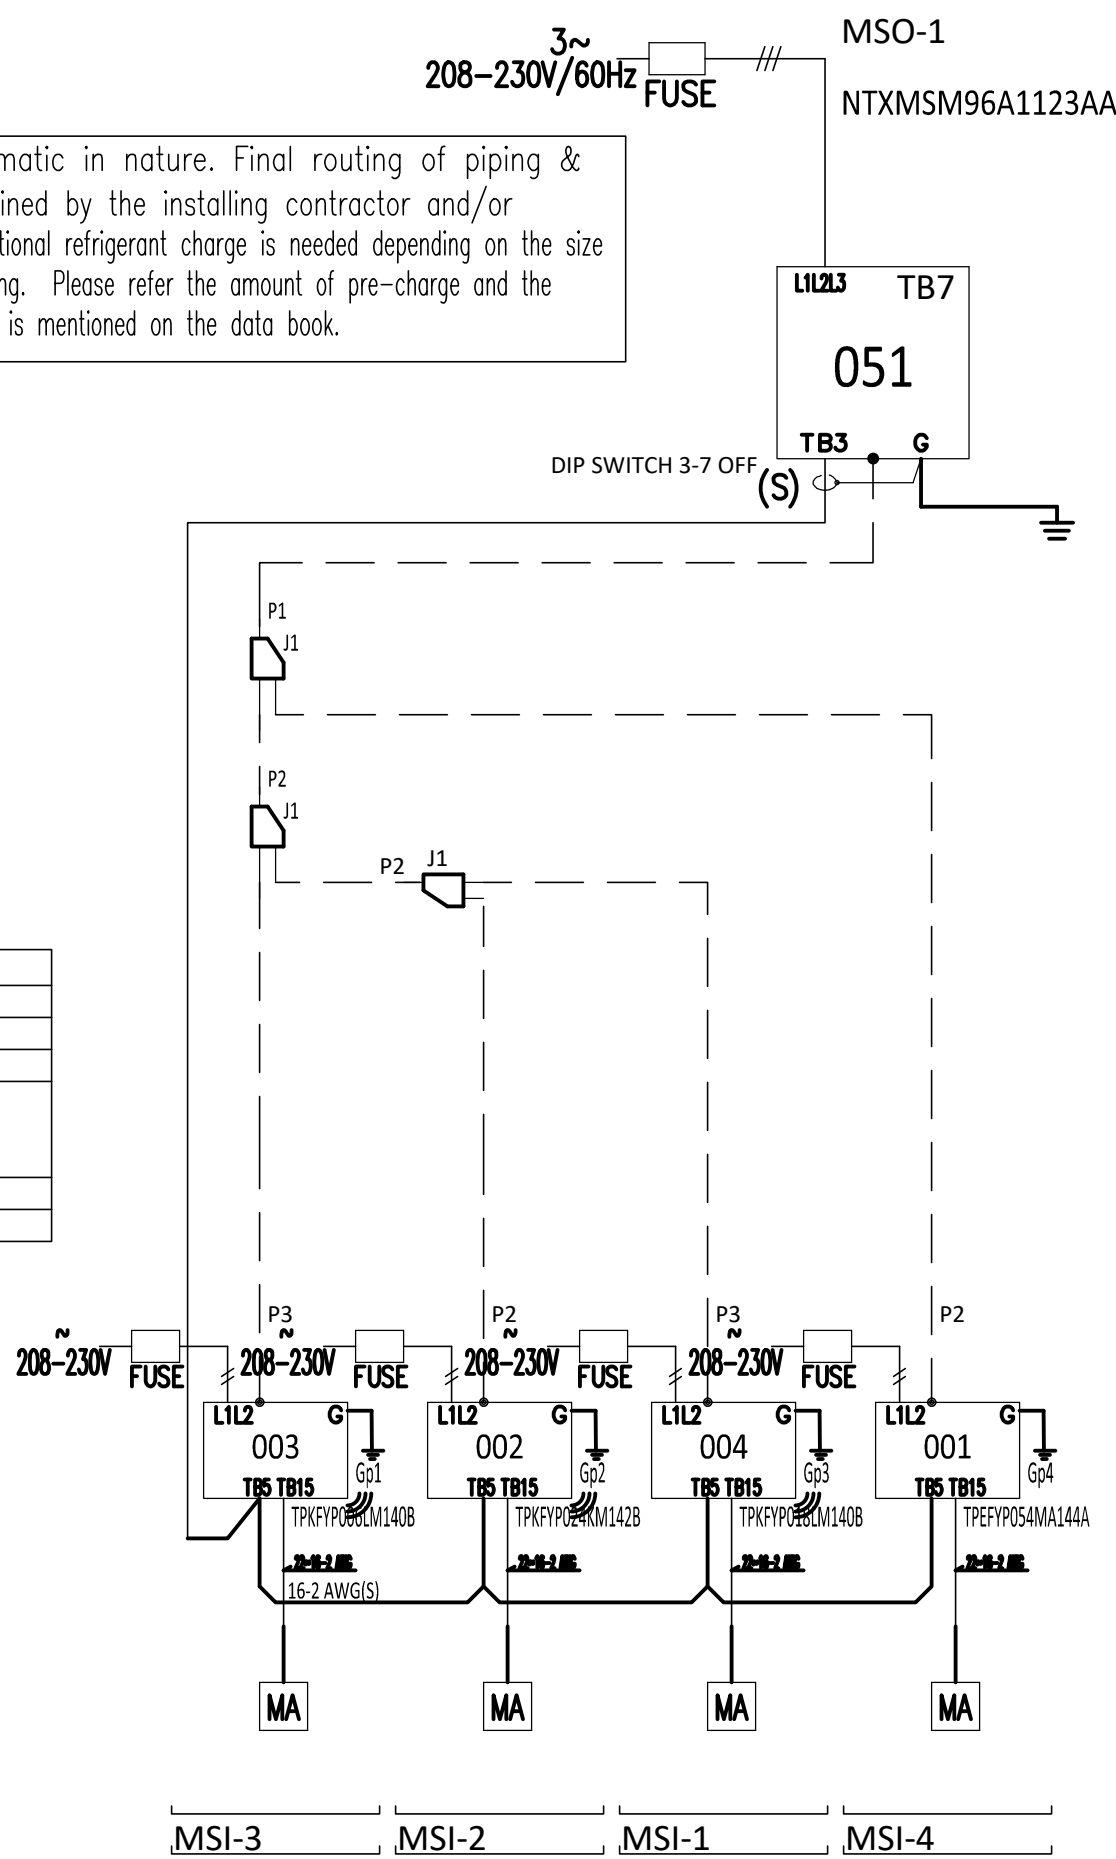 MSO-1
3~
208-230V/60Hz
FUSE
NTXMSM96A1123AA
matic in nature. Final routing of piping &
ined by the installing contractor and/or
tional refrigerant charge is needed depending on the size
ng. Please refer the amount of pre-charge and the
is mentioned on the data book.
L1L2L3 TB7
051
TB3 G
DIP SWITCH 3-7 OFF
(S)
P1
J1
P2
J1
P2 J1
P3 P2 P3 P2
~ ~ ~ ~
208-230V FUSE 208-230V FUSE 208-230V FUSE 208-230V FUSE
L1L2 G L1L2 G L1L2 G L1L2 G
003 002 004 001
Gp1 Gp2 Gp3 Gp4
TB5 TB15 TB5 TB15 TB5 TB15 TB5 TB15
TPKFYP006LM140B TPKFYP024KM142B TPKFYP018LM140B TPEFYP054MA144A
16-2 AWG(S)
MA MA MA MA
MSI-3 MSI-2 MSI-1 MSI-4